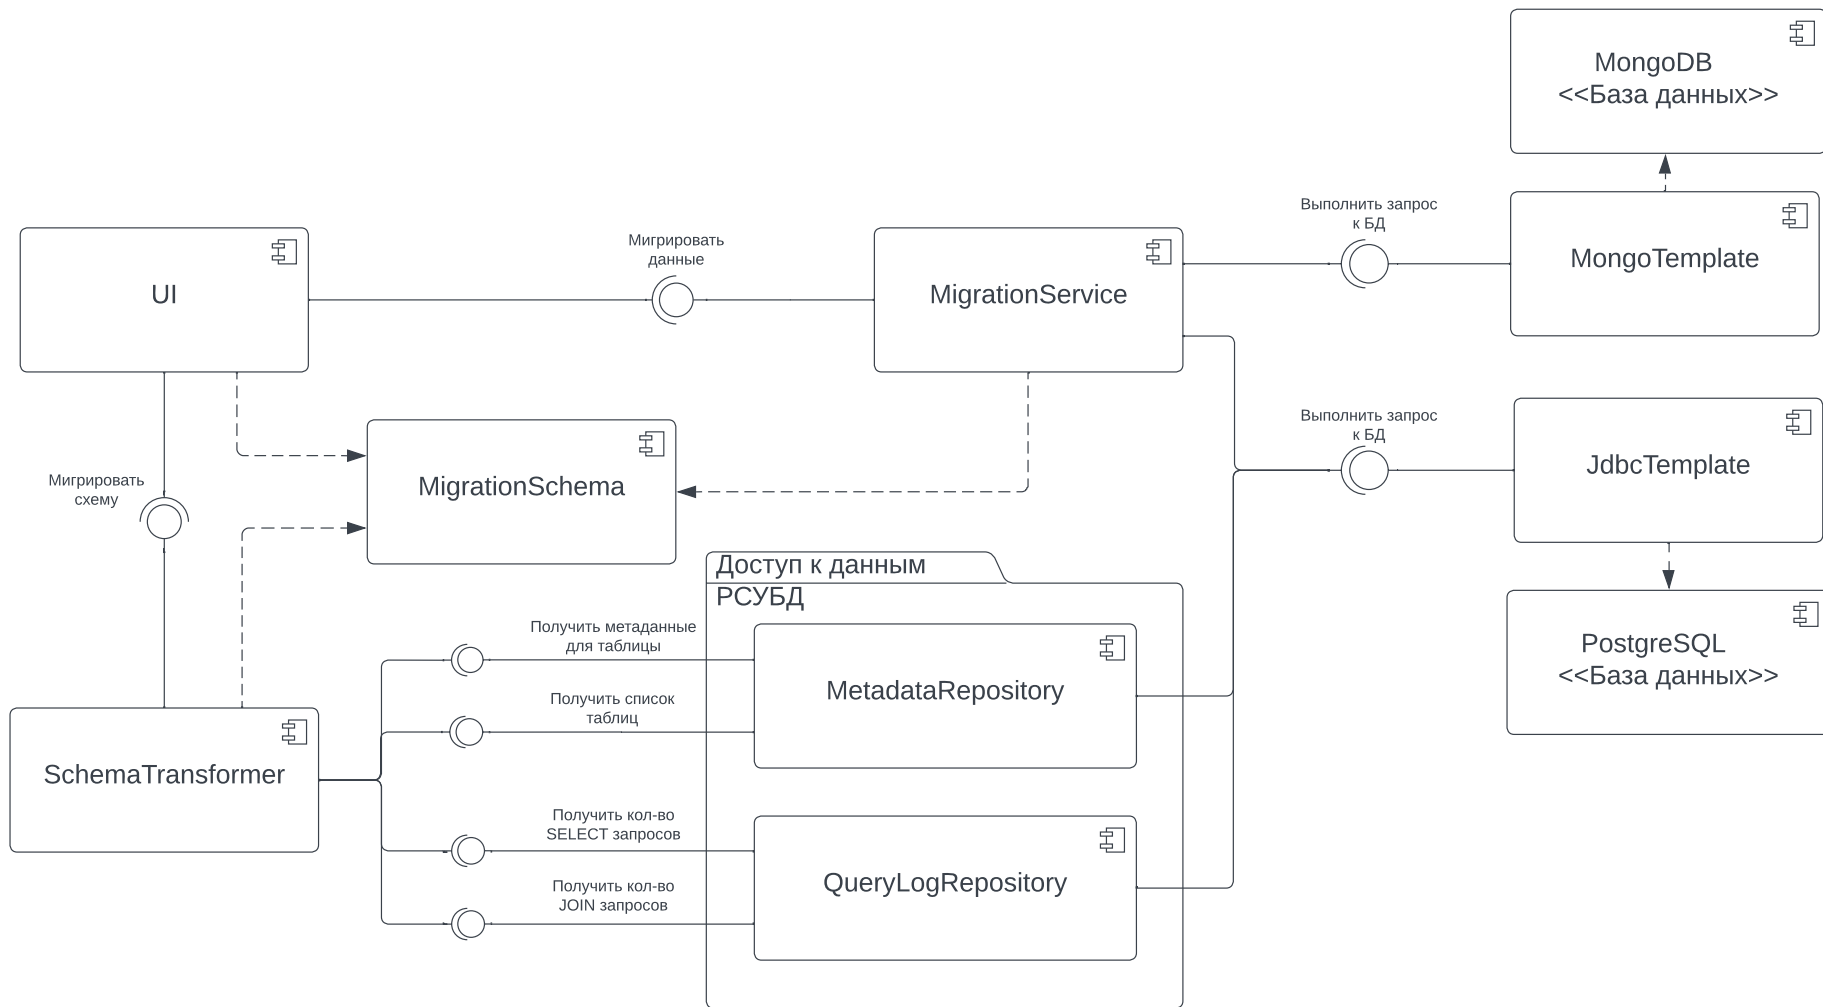 MongoDB
<<База данных>>
Выполнить запрос
к БД
MongoTemplate
Мигрировать
данные
UI
MigrationService
Выполнить запрос
к БД
JdbcTemplate
Мигрировать
схему
MigrationSchema
Доступ к данным
РСУБД
PostgreSQL
<<База данных>>
Получить метаданные
для таблицы
MetadataRepository
Получить список
таблиц
SchemaTransformer
Получить кол-во
SELECT запросов
QueryLogRepository
Получить кол-во
JOIN запросов